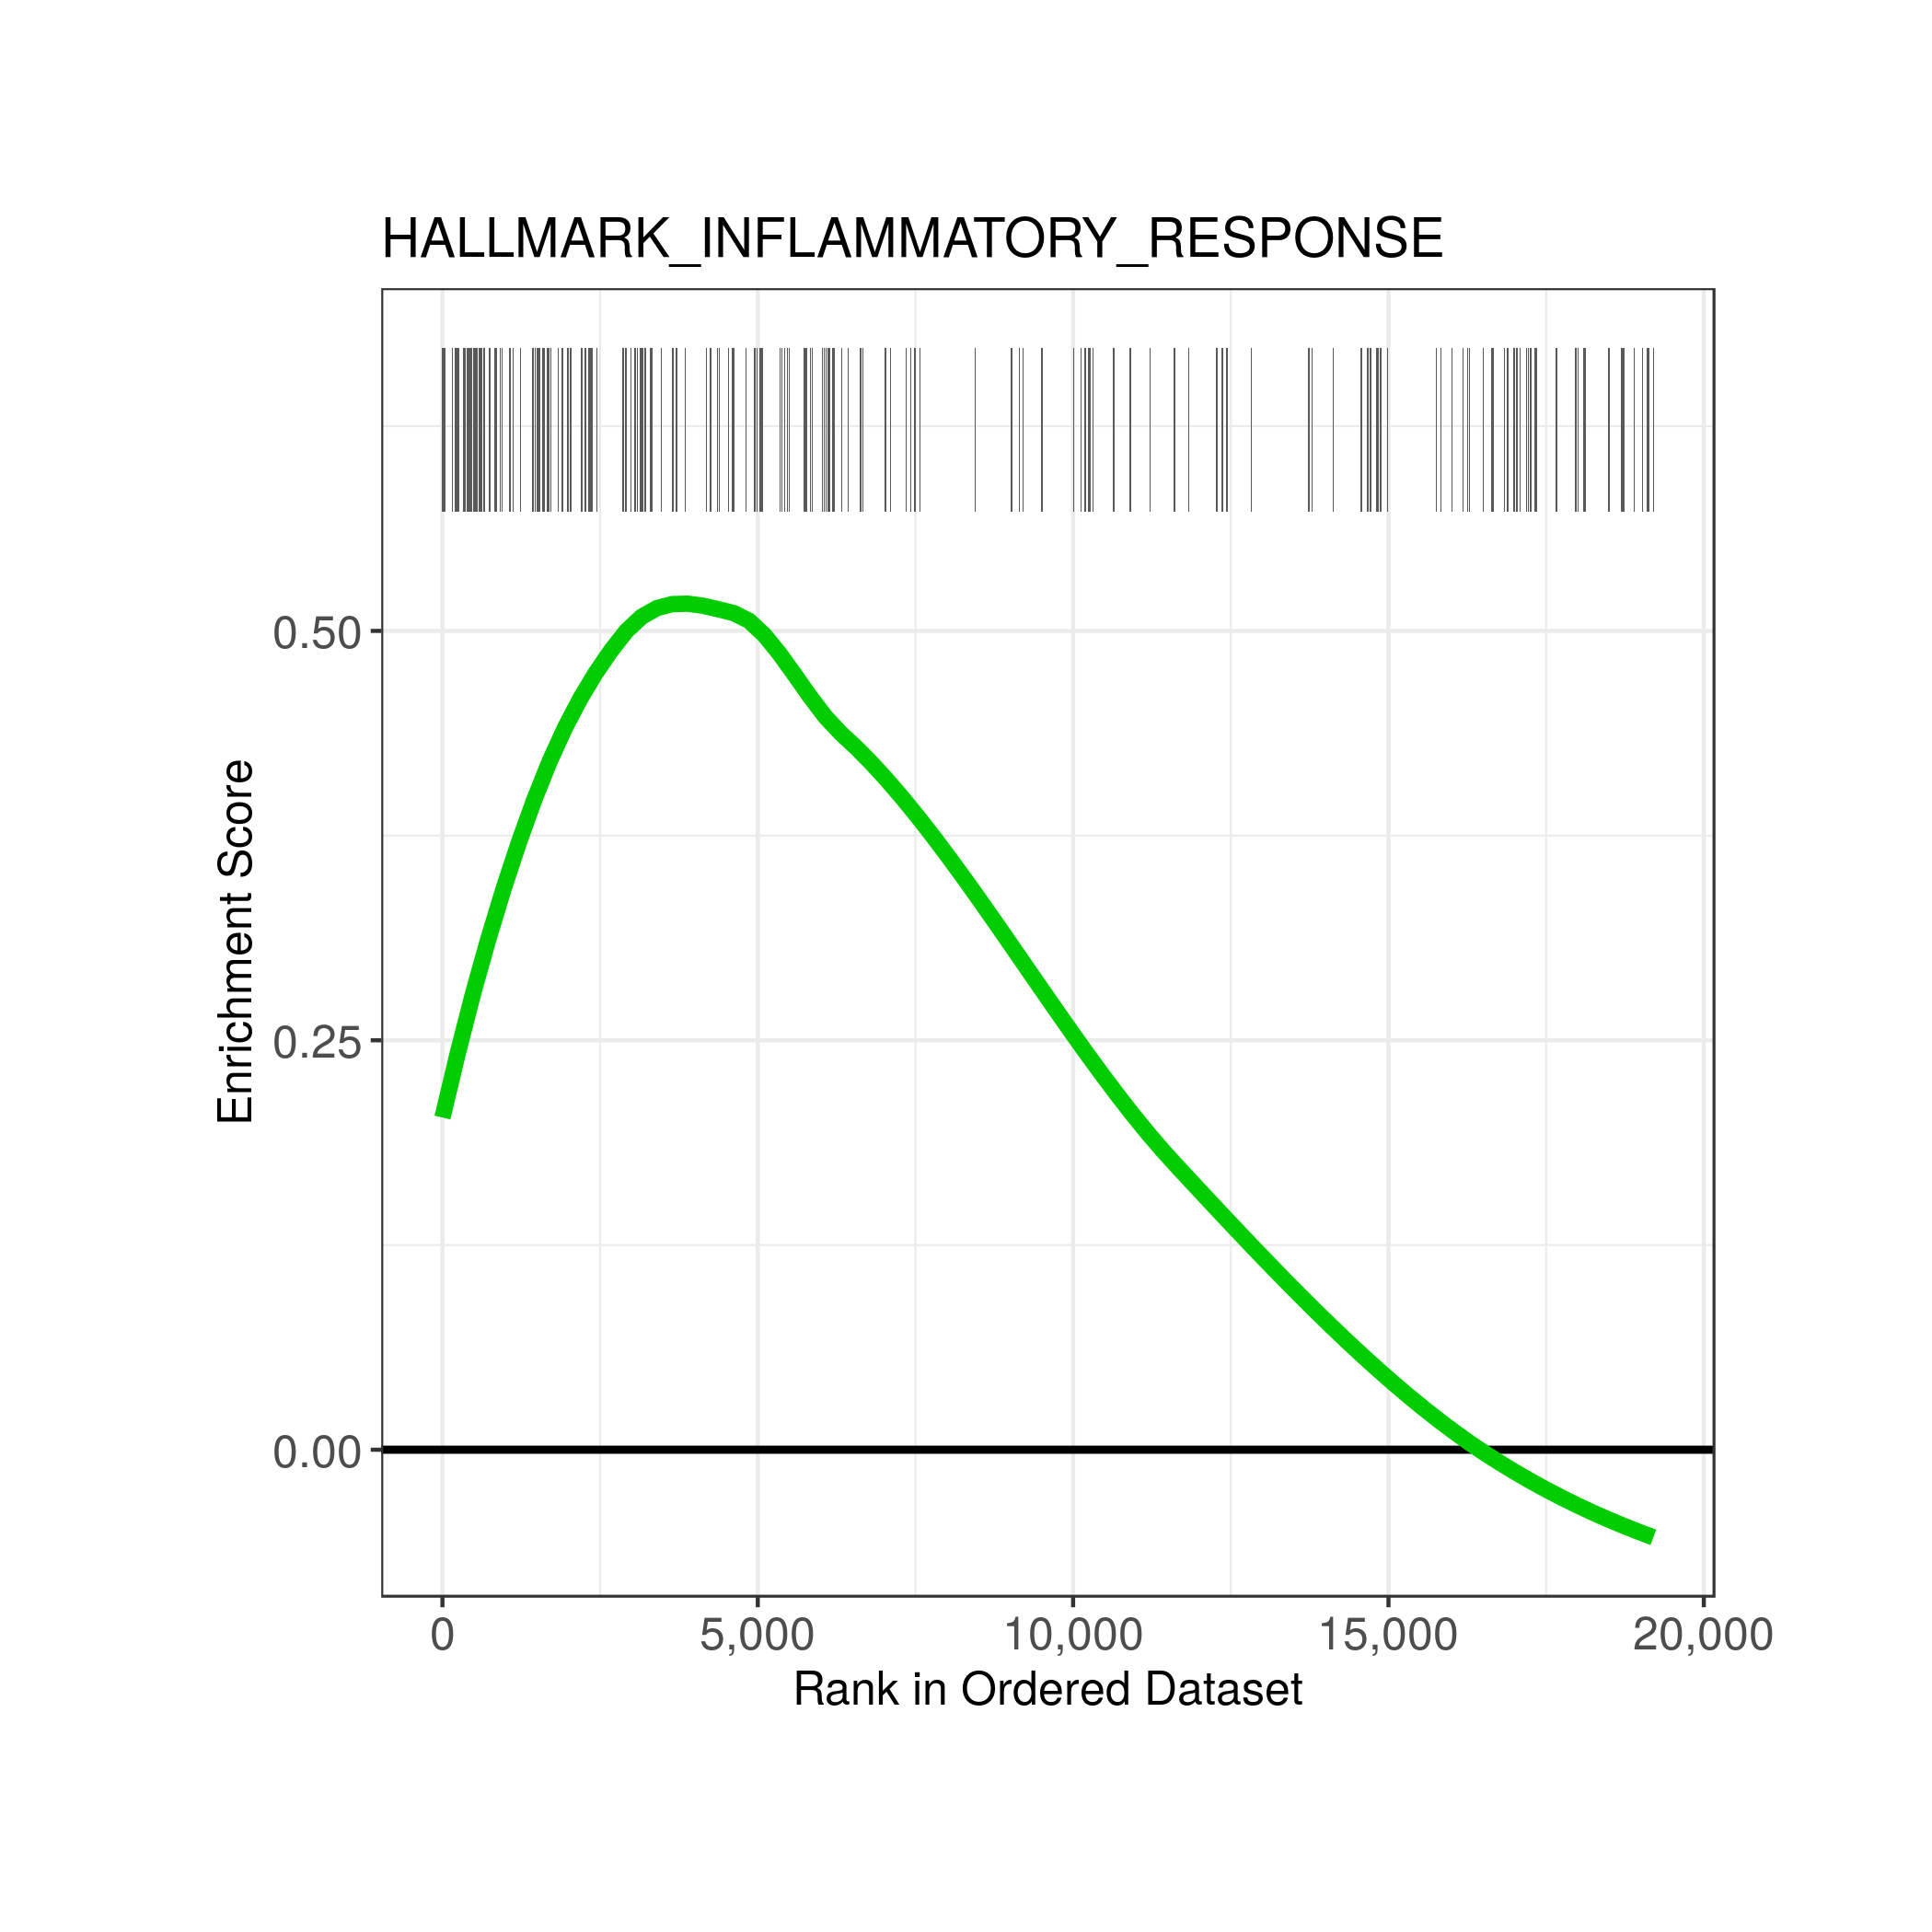 HALLMARK_INFLAMMATORY_RESPONSE
Enrichment Score
0.50
0.25
0.00
0 5,000 10,000 15,000 20,000
Rank in Ordered Dataset